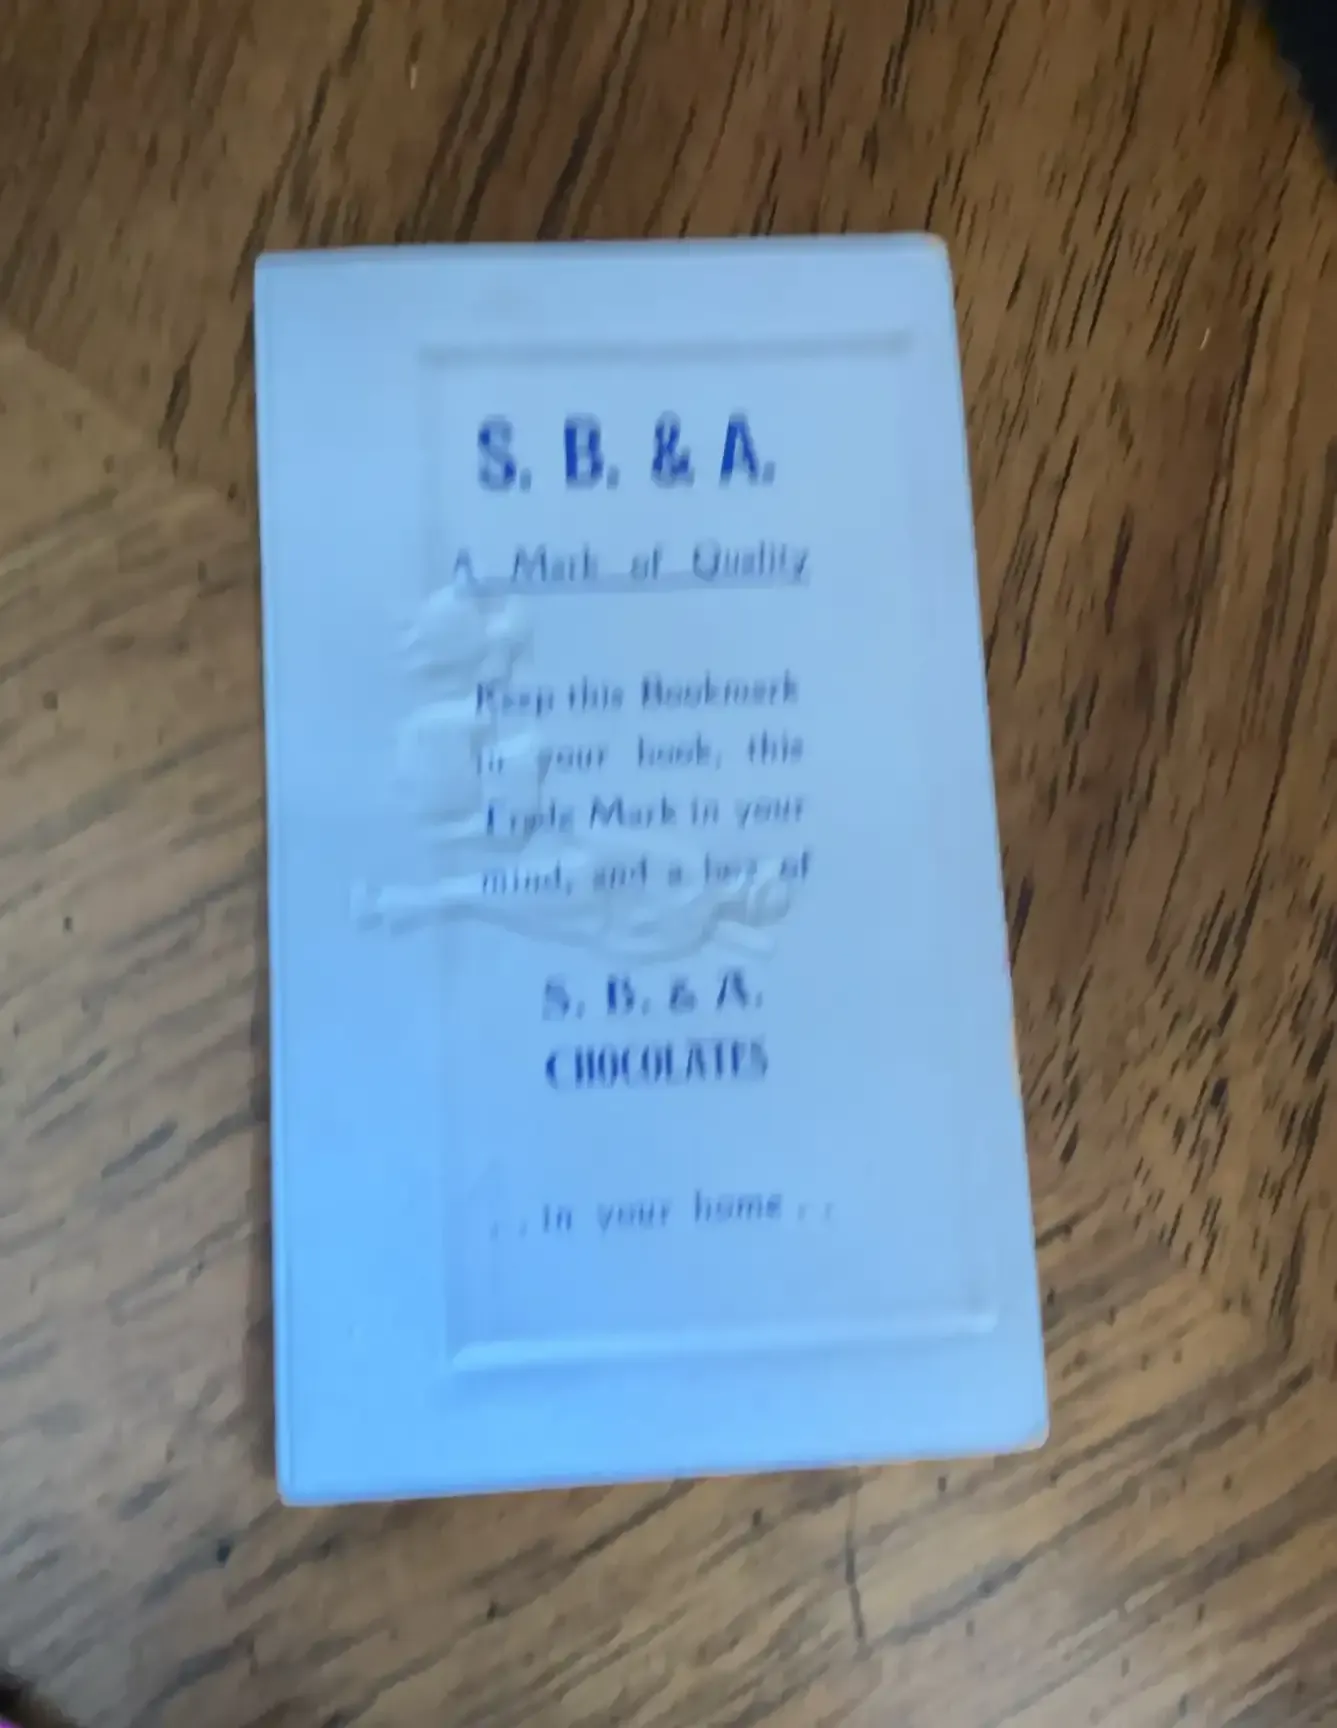 S. B. & A.
A Mark of Quality
Keep this Bookmark
in your book, this
Trade Mark in your
mind, and a box of
S. B. & A.
CHOCOLATES
. . in your home . .